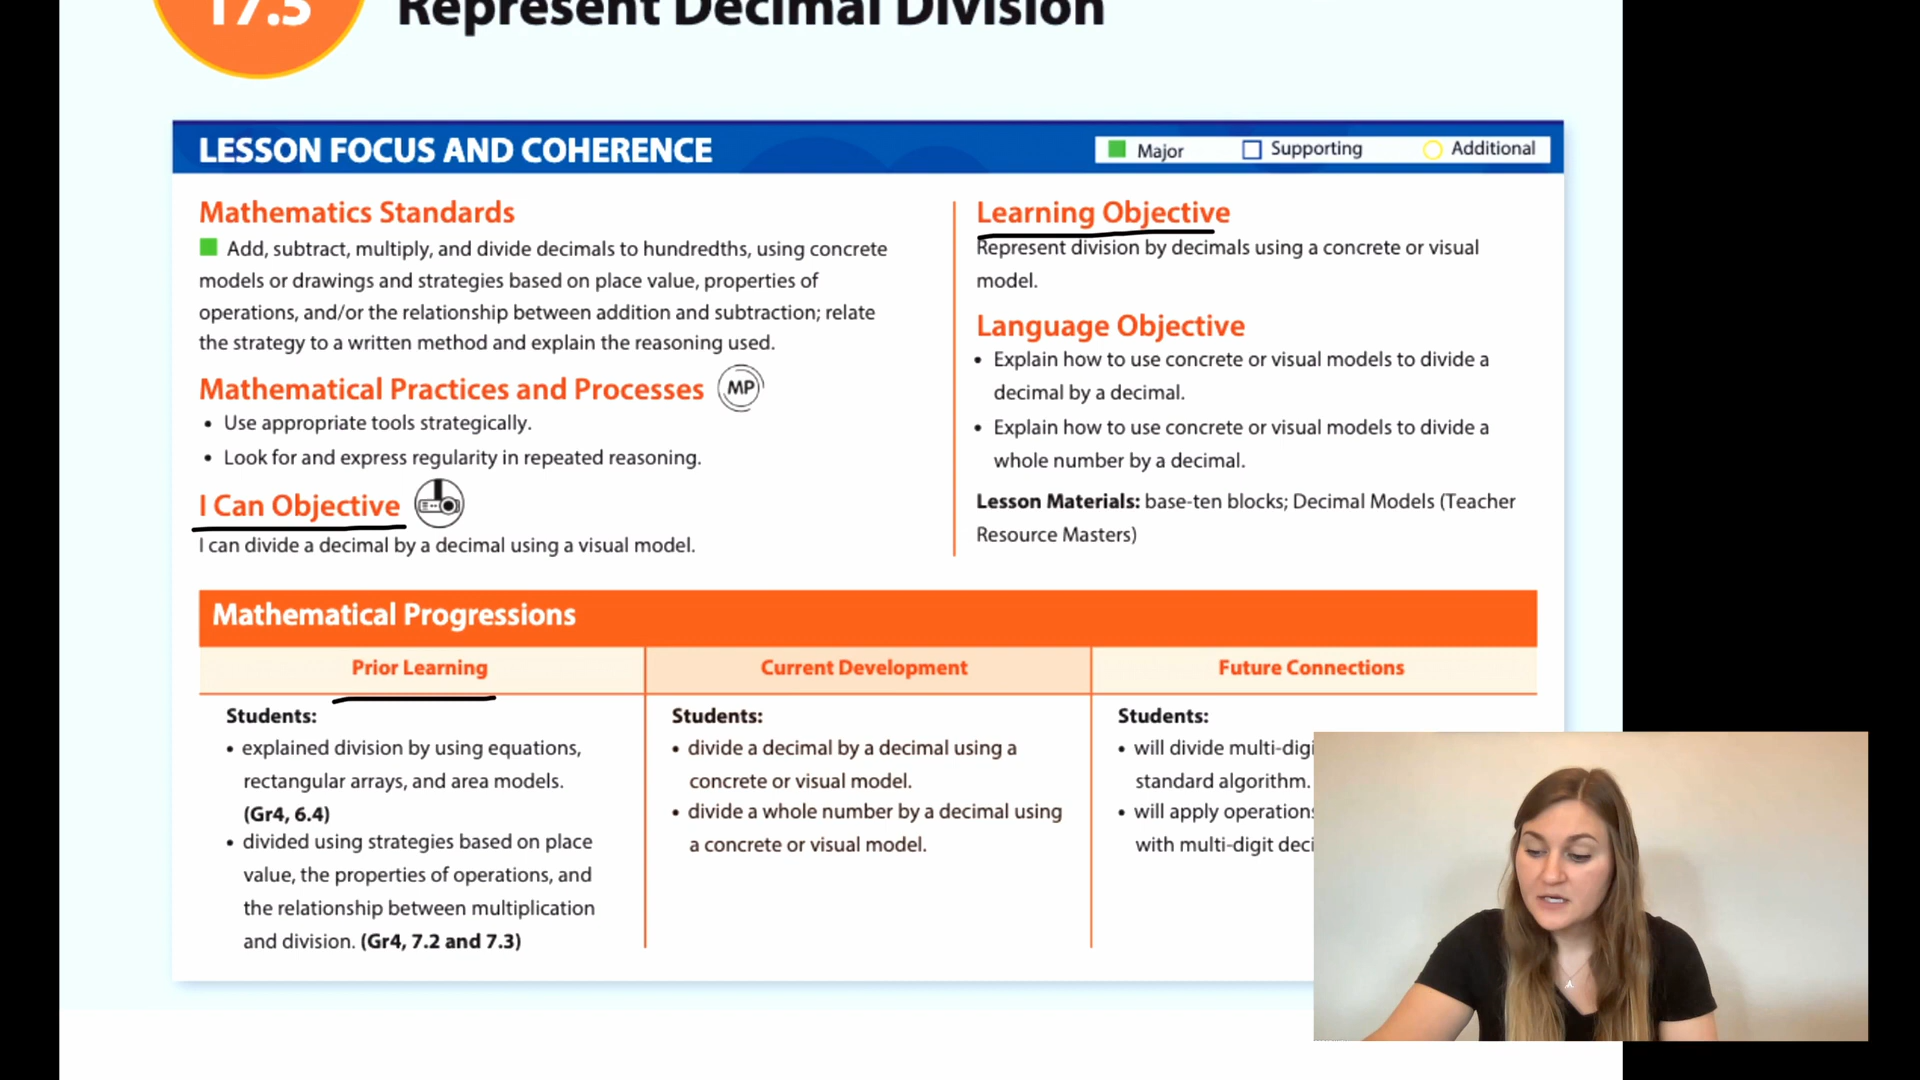 17.5
Represent Decimal Division
LESSON FOCUS AND COHERENCE
Major
Supporting
Additional
Mathematics Standards
Add, subtract, multiply, and divide decimals to hundredths, using concrete
models or drawings and strategies based on place value, properties of
operations, and/or the relationship between addition and subtraction; relate
the strategy to a written method and explain the reasoning used.
Mathematical Practices and Processes MP
• Use appropriate tools strategically.
• Look for and express regularity in repeated reasoning.
I Can Objective
I can divide a decimal by a decimal using a visual model.
Learning Objective
Represent division by decimals using a concrete or visual
model.
Language Objective
• Explain how to use concrete or visual models to divide a
decimal by a decimal.
• Explain how to use concrete or visual models to divide a
whole number by a decimal.
Lesson Materials: base-ten blocks; Decimal Models (Teacher
Resource Masters)
Mathematical Progressions
Prior Learning
Students:
• explained division by using equations,
rectangular arrays, and area models.
(Gr4, 6.4)
• divided using strategies based on place
value, the properties of operations, and
the relationship between multiplication
and division. (Gr4, 7.2 and 7.3)
Current Development
Students:
• divide a decimal by a decimal using a
concrete or visual model.
• divide a whole number by a decimal using
a concrete or visual model.
Future Connections
Students:
• will divide multi-digi
standard algorithm.
• will apply operation
with multi-digit deci